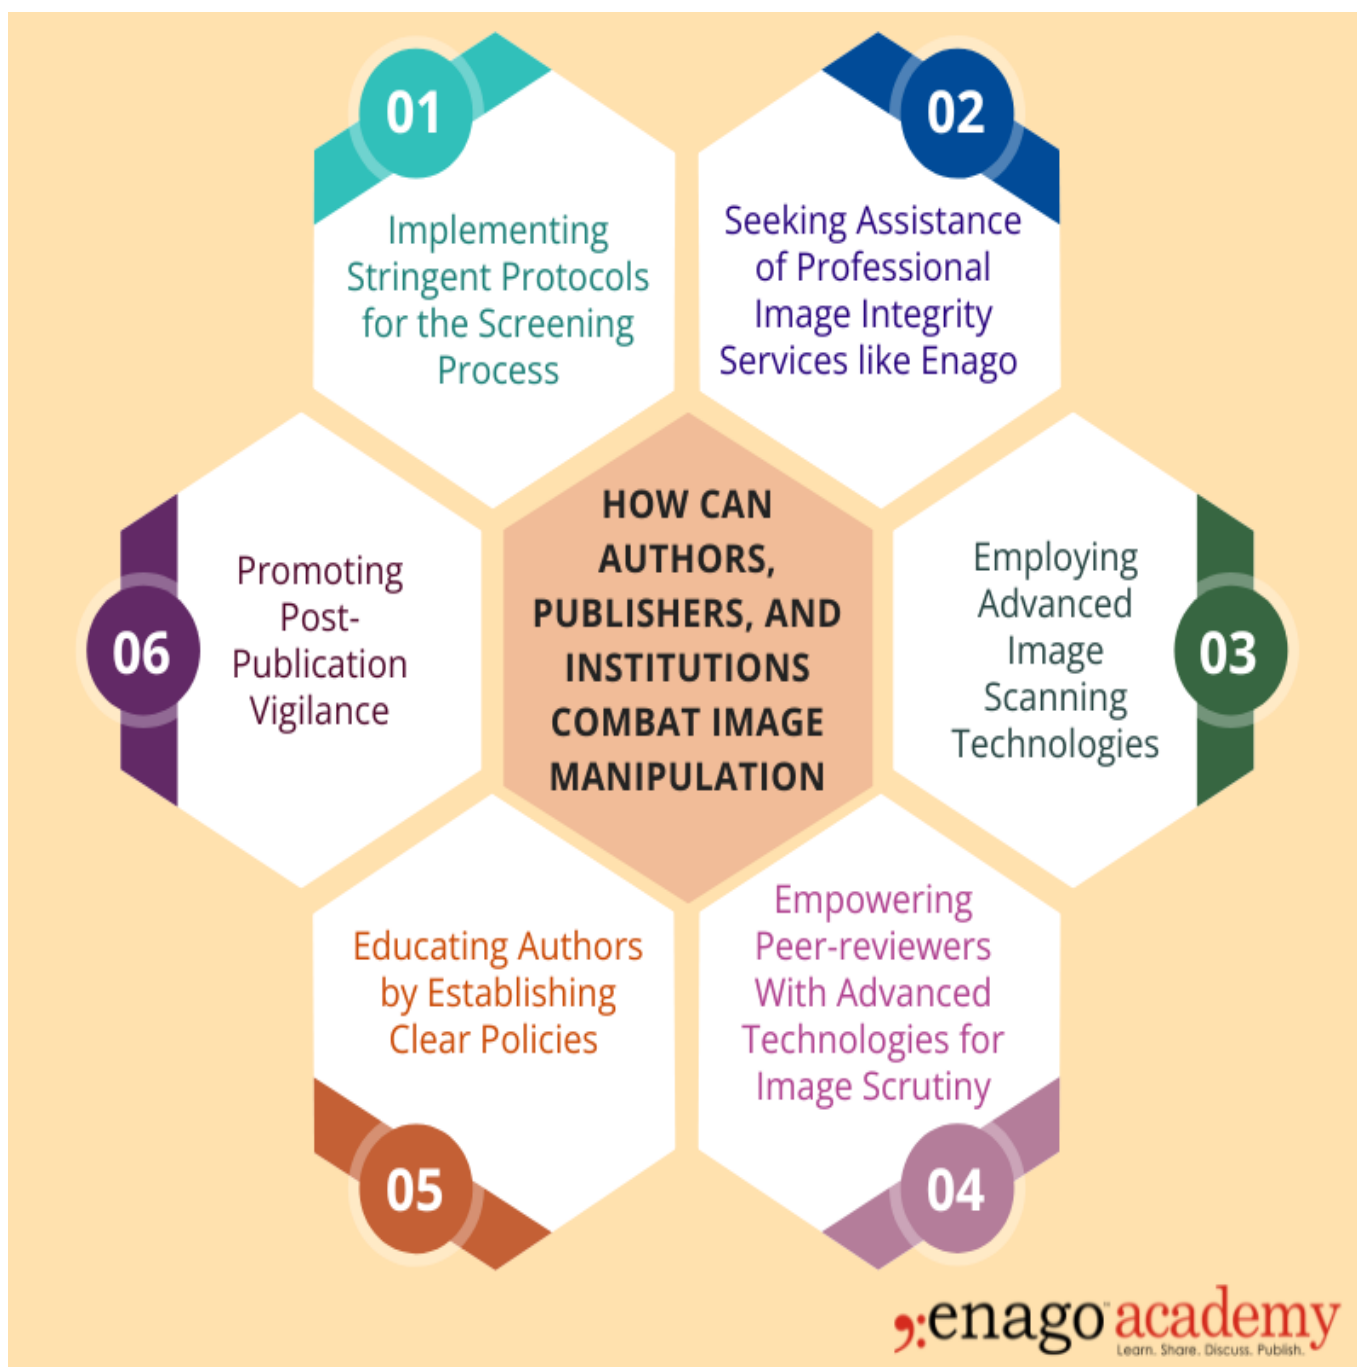 01
Implementing
Stringent Protocols
for the Screening
Process
02
Seeking Assistance
of Professional
Image Integrity
Services like Enago
HOW CAN
AUTHORS,
PUBLISHERS, AND
INSTITUTIONS
COMBAT IMAGE
MANIPULATION
03
Employing
Advanced
Image
Scanning
Technologies
04
Empowering
Peer-reviewers
With Advanced
Technologies for
Image Scrutiny
05
Educating Authors
by Establishing
Clear Policies
06
Promoting
Post-
Publication
Vigilance
enago academy
Learn. Share. Discuss. Publish.